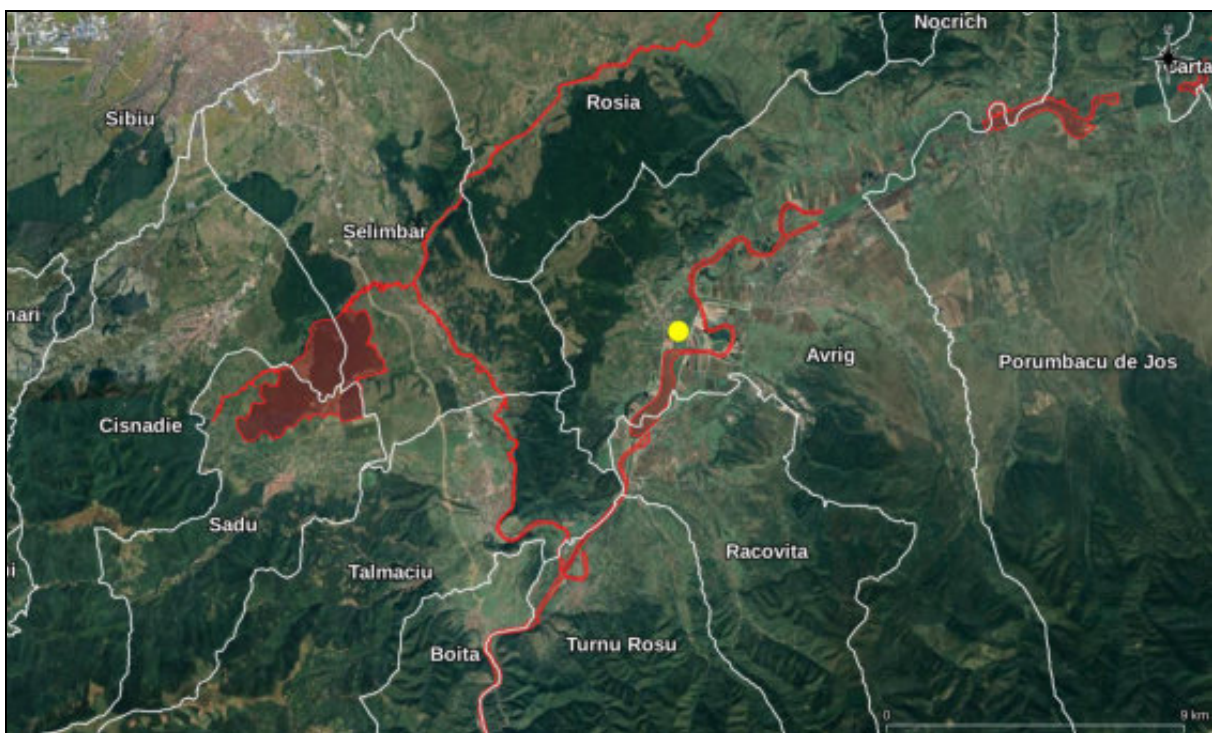 Nocrich
Carta
Rosia
Sibiu
Selimbar
nari
Avrig
Porumbacu de Jos
Cisnadie
Sadu
Racovita
Talmaciu
Turnu Rosu
Boita
0
9 km